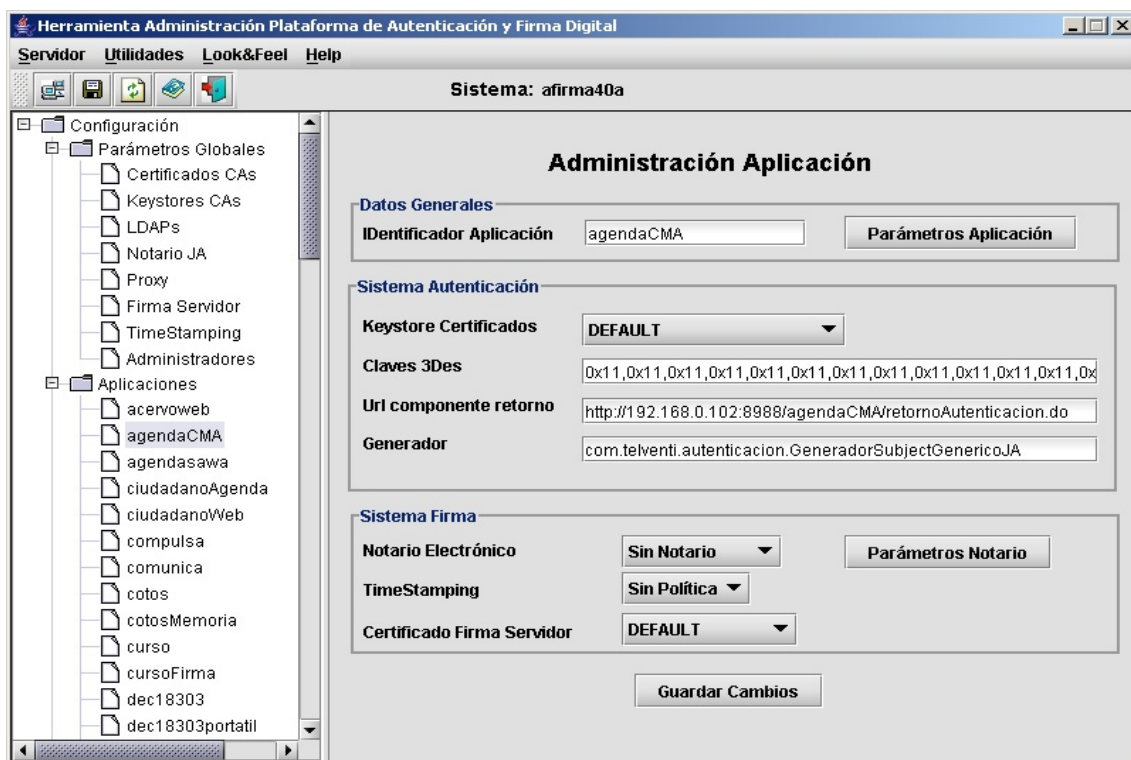 Herramienta Administración Plataforma de Autenticación y Firma Digital
Servidor Utilidades Look&Feel Help
Sistema: afirma40a
Configuración
Parámetros Globales
Certificados CAs
Keystores CAs
LDAPs
Notario JA
Proxy
Firma Servidor
TimeStamping
Administradores
Aplicaciones
acervoweb
agendaCMA
agendasawa
ciudadanoAgenda
ciudadanoWeb
compulsa
comunica
cotos
cotosMemoria
curso
cursoFirma
dec18303
dec18303portatil
Administración Aplicación
Datos Generales
IDentificador Aplicación agendaCMA Parámetros Aplicación
Sistema Autenticación
Keystore Certificados DEFAULT
Claves 3Des 0x11,0x11,0x11,0x11,0x11,0x11,0x11,0x11,0x11,0x11,0x11,0x11,0x
Url componente retorno http://192.168.0.102:8988/agendaCMA/retornoAutenticacion.do
Generador com.telventi.autenticacion.GeneradorSubjectGenericoJA
Sistema Firma
Notario Electrónico Sin Notario Parámetros Notario
TimeStamping Sin Política
Certificado Firma Servidor DEFAULT
Guardar Cambios